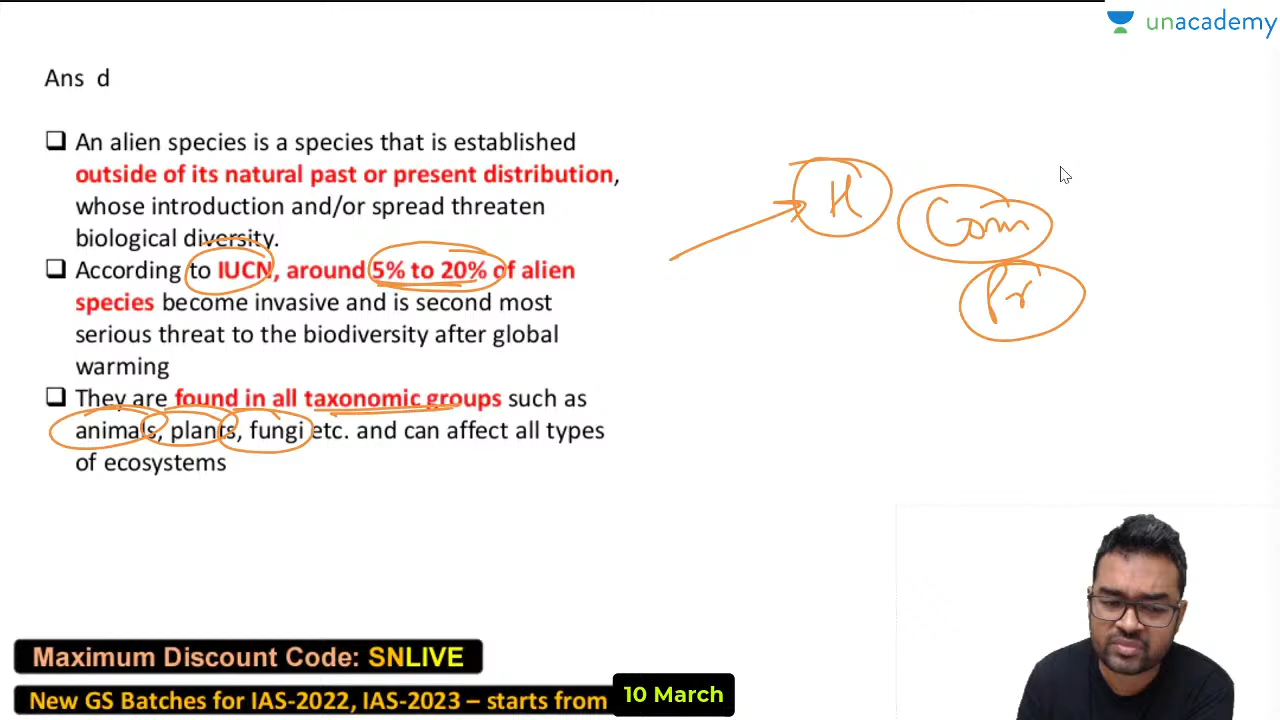 unacademy
Ans d
An alien species is a species that is established
outside of its natural past or present distribution,
whose introduction and/or spread threaten
biological diversity.
According to IUCN, around 5% to 20% of alien
species become invasive and is second most
serious threat to the biodiversity after global
warming
They are found in all taxonomic groups such as
animals, plants, fungi etc. and can affect all types
of ecosystems
H
Com
Pr
Maximum Discount Code: SNLIVE
New GS Batches for IAS-2022, IAS-2023 – starts from 10 March